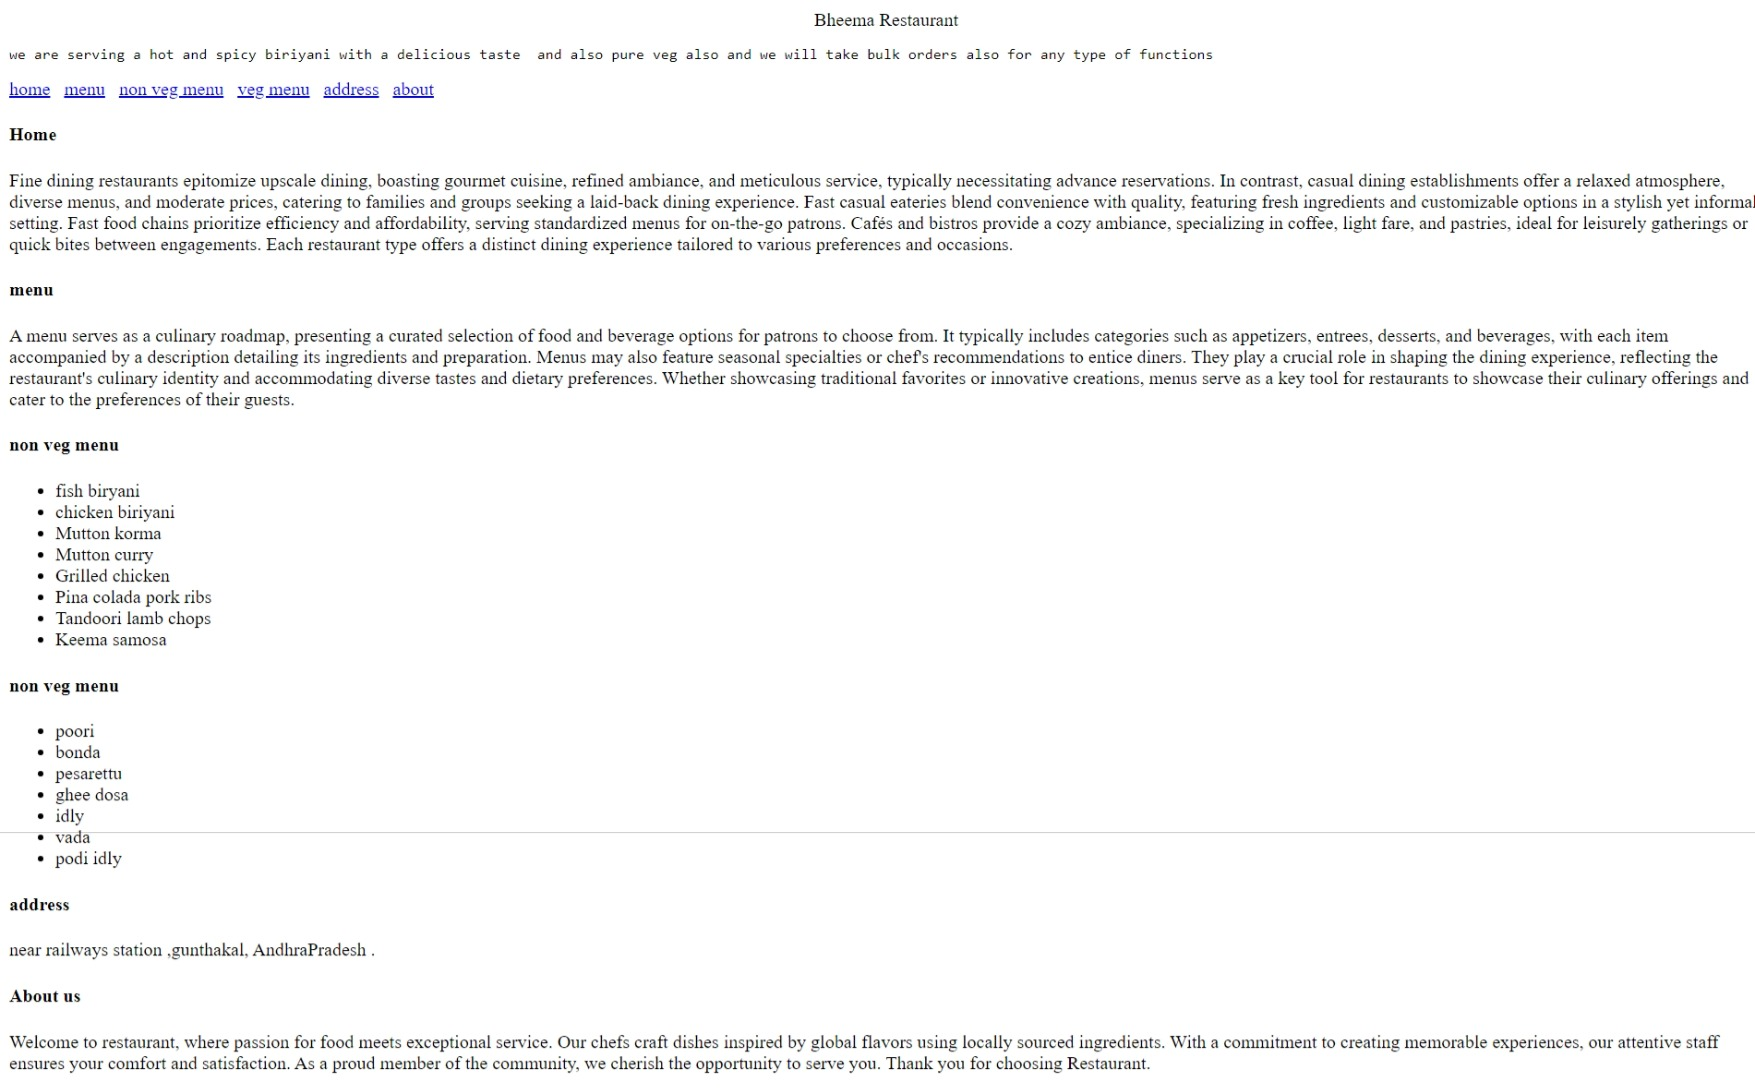 Bheema Restaurant
we are serving a hot and spicy biriyani with a delicious taste  and also pure veg also and we will take bulk orders also for any type of functions
home menu non veg menu veg menu address about
Home
Fine dining restaurants epitomize upscale dining, boasting gourmet cuisine, refined ambiance, and meticulous service, typically necessitating advance reservations. In contrast, casual dining establishments offer a relaxed atmosphere,
diverse menus, and moderate prices, catering to families and groups seeking a laid-back dining experience. Fast casual eateries blend convenience with quality, featuring fresh ingredients and customizable options in a stylish yet informal
setting. Fast food chains prioritize efficiency and affordability, serving standardized menus for on-the-go patrons. Cafés and bistros provide a cozy ambiance, specializing in coffee, light fare, and pastries, ideal for leisurely gatherings or
quick bites between engagements. Each restaurant type offers a distinct dining experience tailored to various preferences and occasions.
menu
A menu serves as a culinary roadmap, presenting a curated selection of food and beverage options for patrons to choose from. It typically includes categories such as appetizers, entrees, desserts, and beverages, with each item
accompanied by a description detailing its ingredients and preparation. Menus may also feature seasonal specialties or chef's recommendations to entice diners. They play a crucial role in shaping the dining experience, reflecting the
restaurant's culinary identity and accommodating diverse tastes and dietary preferences. Whether showcasing traditional favorites or innovative creations, menus serve as a key tool for restaurants to showcase their culinary offerings and
cater to the preferences of their guests.
non veg menu
• fish biryani
• chicken biriyani
• Mutton korma
• Mutton curry
• Grilled chicken
• Pina colada pork ribs
• Tandoori lamb chops
• Keema samosa
non veg menu
• poori
• bonda
• pesarettu
• ghee dosa
• idly
• vada
• podi idly
address
near railways station ,gunthakal, AndhraPradesh .
About us
Welcome to restaurant, where passion for food meets exceptional service. Our chefs craft dishes inspired by global flavors using locally sourced ingredients. With a commitment to creating memorable experiences, our attentive staff
ensures your comfort and satisfaction. As a proud member of the community, we cherish the opportunity to serve you. Thank you for choosing Restaurant.